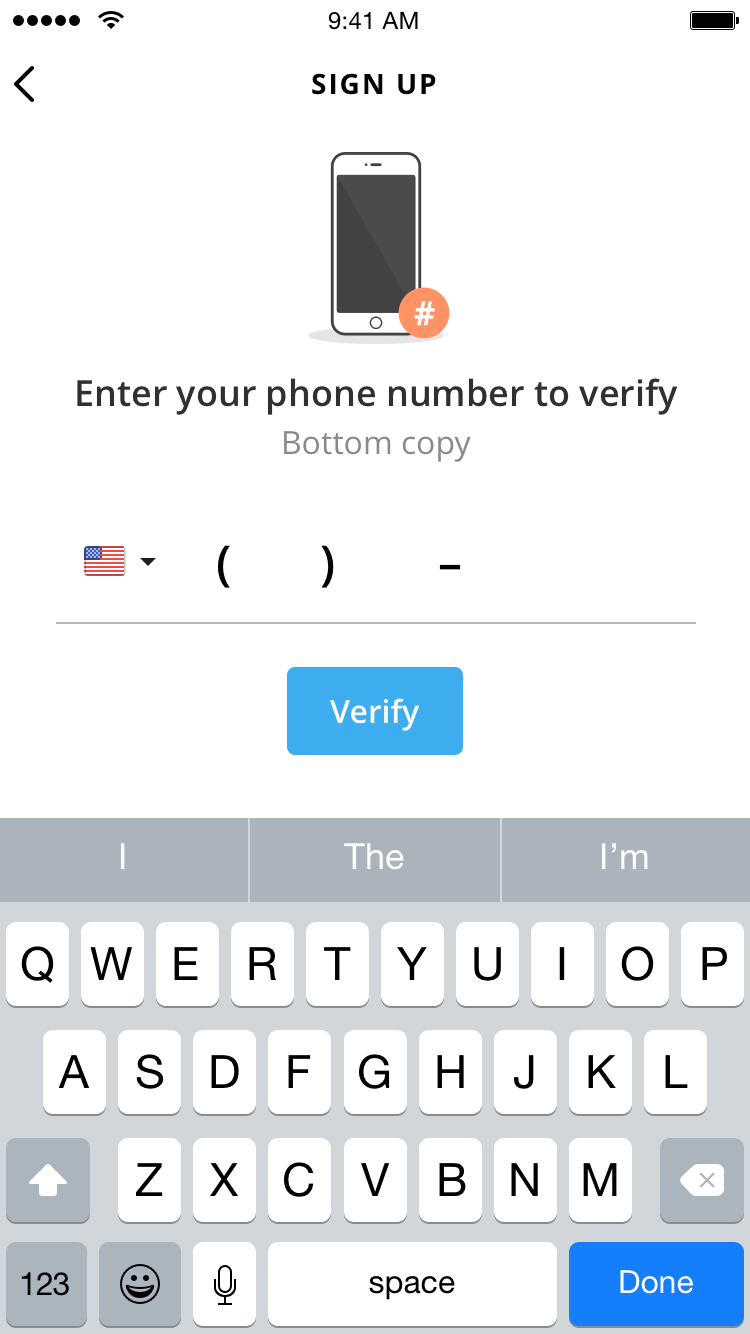 9:41 AM
SIGN UP
#
Enter your phone number to verify
Bottom copy
( ) –
Verify
I The I’m
Q W E R T Y U I O P
A S D F G H J K L
Z X C V B N M
123 space Done